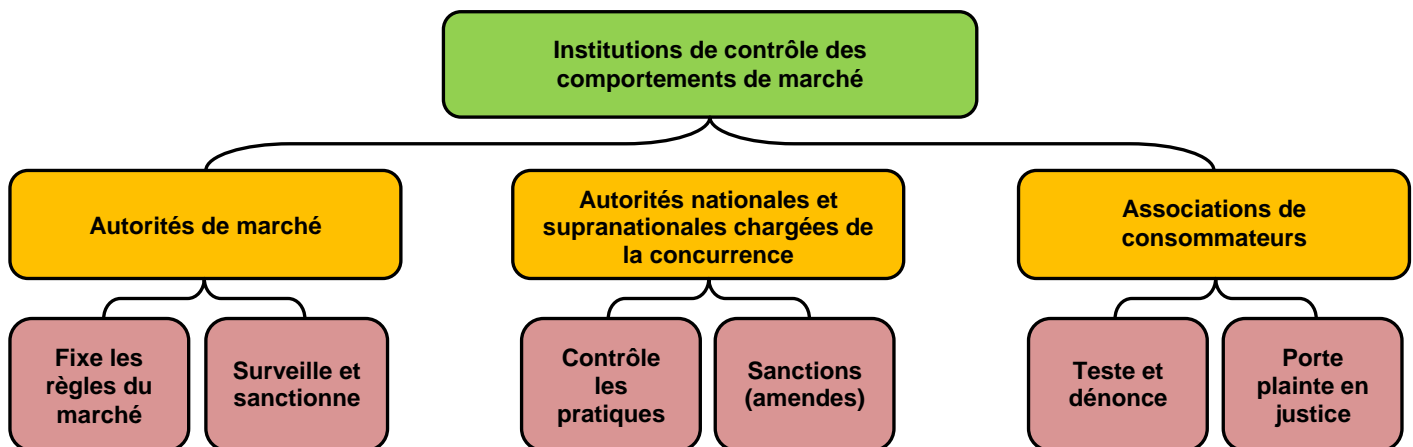 Institutions de contrôle des
comportements de marché
Autorités de marché
Autorités nationales et
supranationales chargées de
la concurrence
Associations de
consommateurs
Fixe les
règles du
marché
Surveille et
sanctionne
Contrôle
les
pratiques
Sanctions
(amendes)
Teste et
dénonce
Porte
plainte en
justice